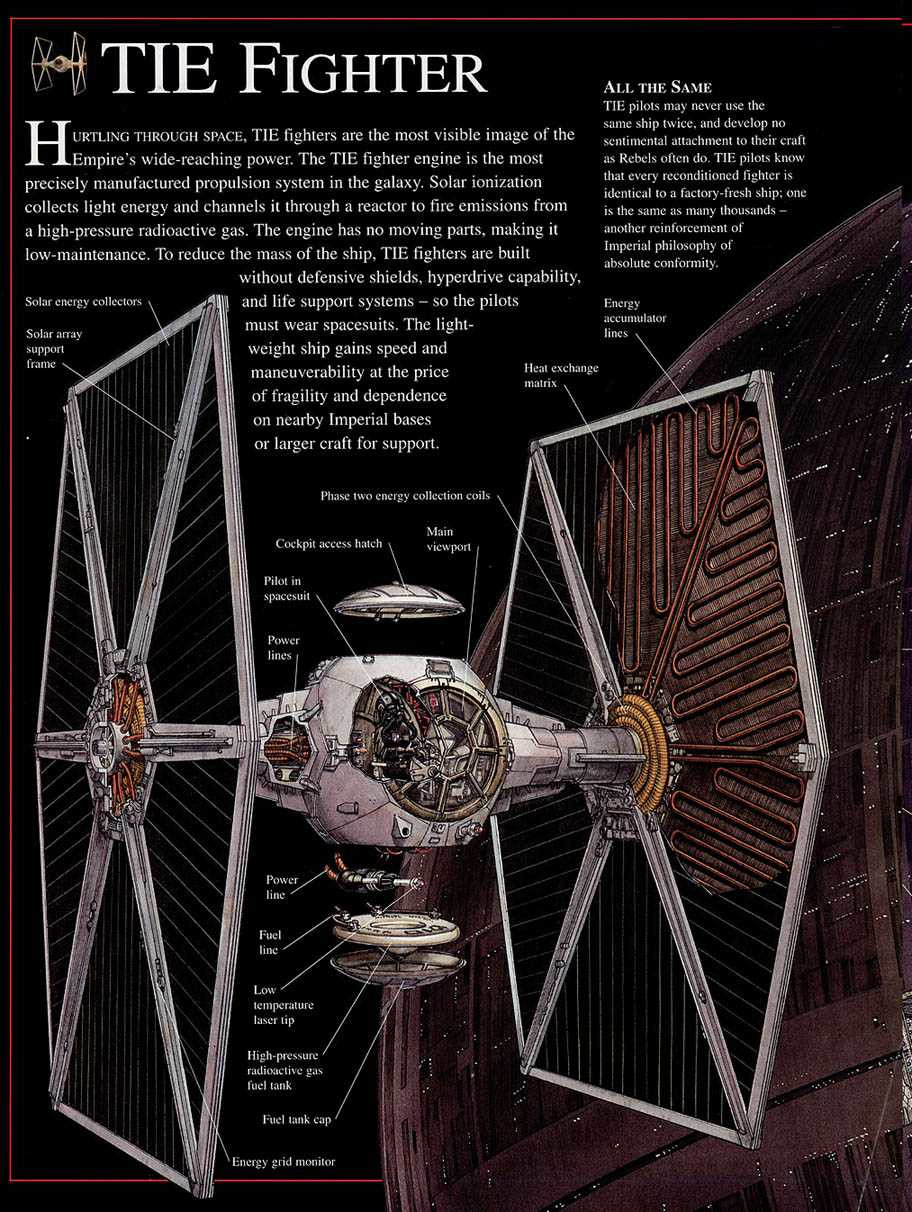 TIE FIGHTER
HURTLING THROUGH SPACE, TIE fighters are the most visible image of the
Empire's wide-reaching power. The TIE fighter engine is the most
precisely manufactured propulsion system in the galaxy. Solar ionization
collects light energy and channels it through a reactor to fire emissions from
a high-pressure radioactive gas. The engine has no moving parts, making it
low-maintenance. To reduce the mass of the ship, TIE fighters are built
without defensive shields, hyperdrive capability,
and life support systems – so the pilots
must wear spacesuits. The light-
weight ship gains speed and
maneuverability at the price
of fragility and dependence
on nearby Imperial bases
or larger craft for support.
ALL THE SAME
TIE pilots may never use the
same ship twice, and develop no
sentimental attachment to their craft
as Rebels often do. TIE pilots know
that every reconditioned fighter is
identical to a factory-fresh ship; one
is the same as many thousands –
another reinforcement of
Imperial philosophy of
absolute conformity.
Solar energy collectors
Solar array
support
frame
Energy
accumulator
lines
Heat exchange
matrix
Phase two energy collection coils
Main
viewport
Cockpit access hatch
Pilot in
spacesuit
Power
lines
Power
line
Fuel
line
Low
temperature
laser tip
High-pressure
radioactive gas
fuel tank
Fuel tank cap
Energy grid monitor